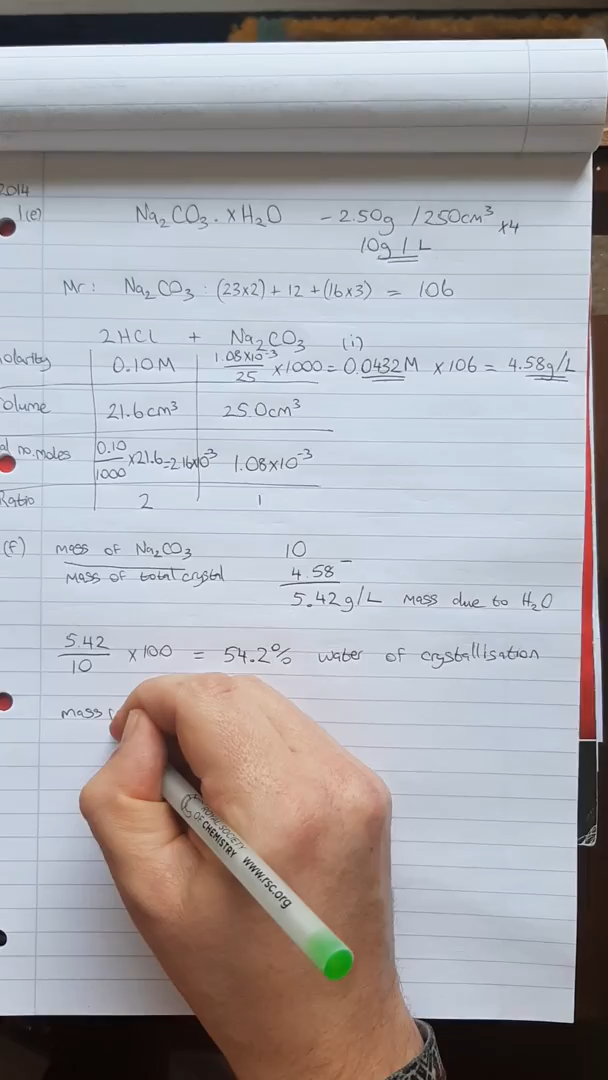 2014
1(e) Na₂CO₃.xH₂O - 2.50g /250cm³ x4
10g/L
Mr: Na₂CO₃: (23x2) + 12 + (16x3) = 106
2HCl + Na₂CO₃ (i)
olarity 0.10M 1.08x10⁻³/25 x1000 = 0.0432M x106 = 4.58g/L
olume 21.6cm³ 25.0cm³
no.moles 0.10/1000 x21.6=2.16x10⁻³ 1.08x10⁻³
Ratio 2 1
(f) Mass of Na₂CO₃ 10
Mass of total crystal 4.58 -
5.42g/L mass due to H₂O
5.42/10 x100 = 54.2% water of crystallisation
mass
ROYAL SOCIETY
OF CHEMISTRY www.rsc.org